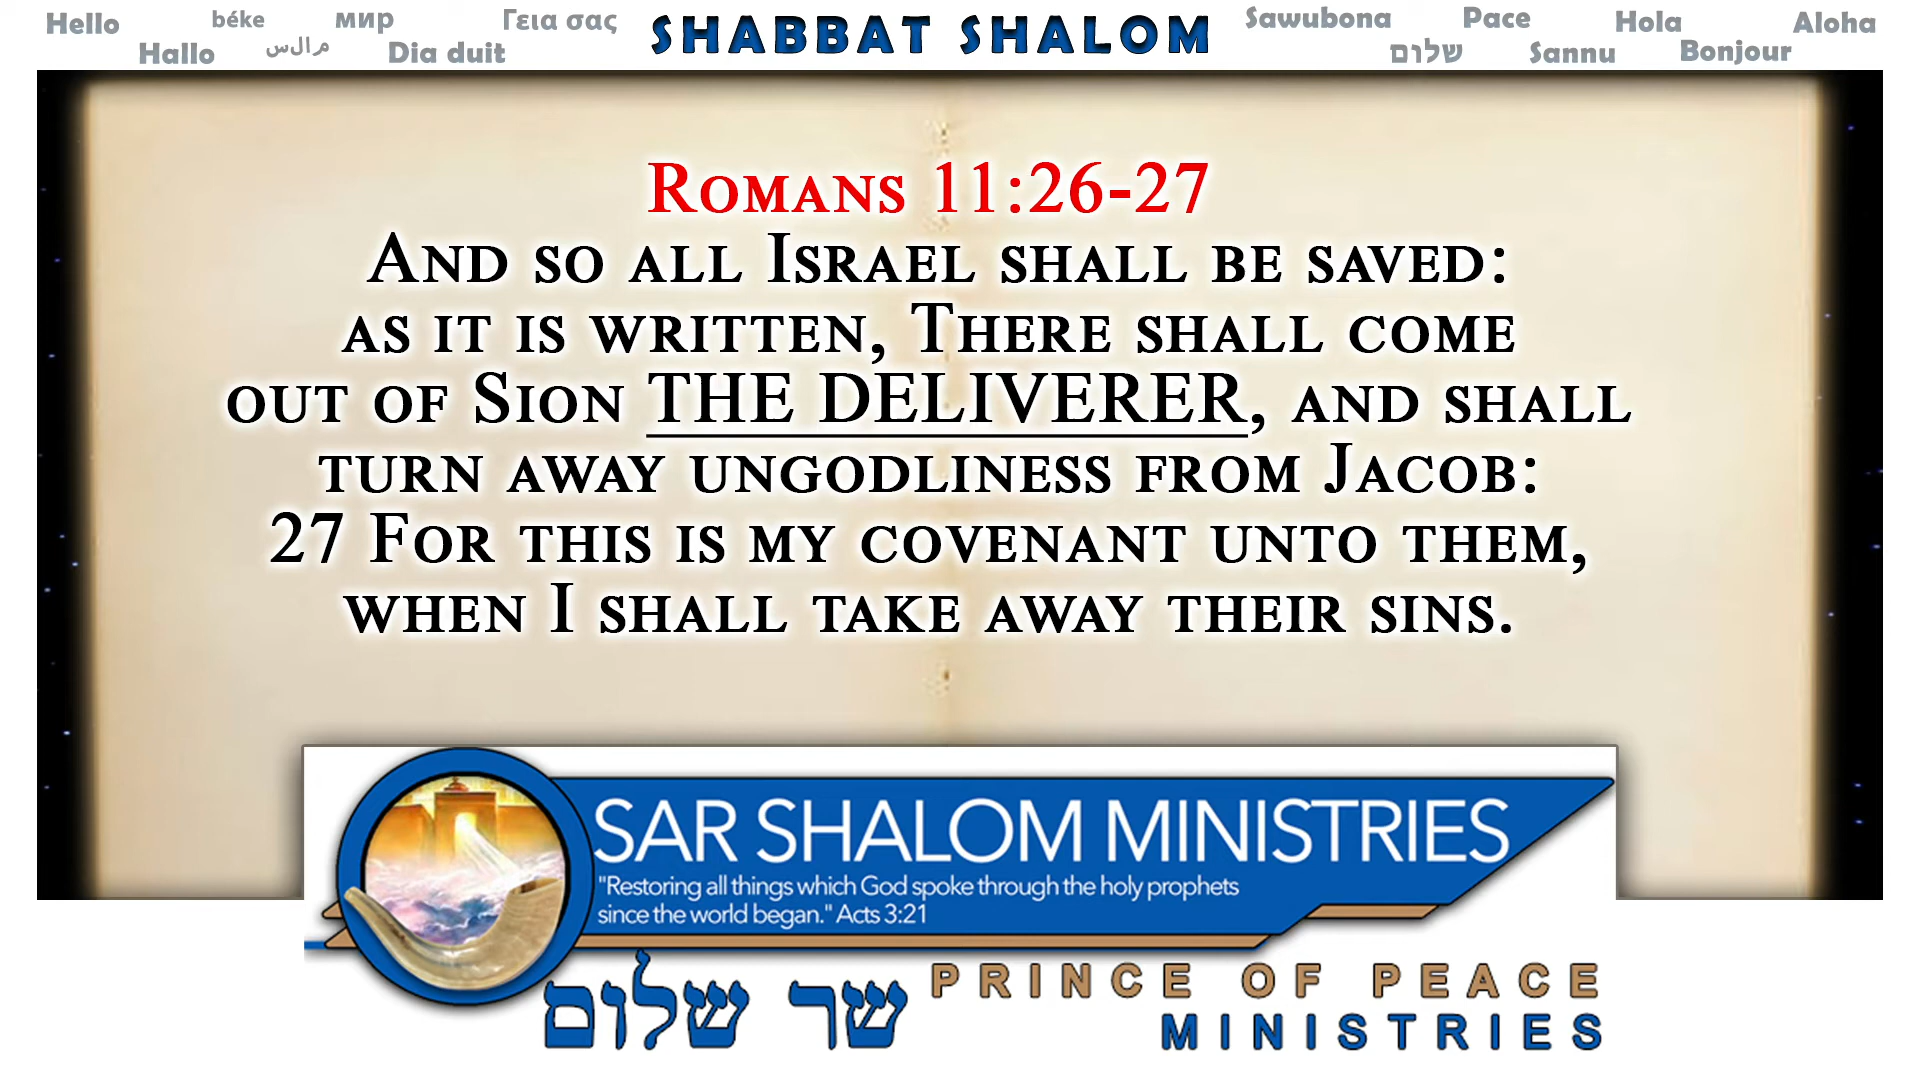 Hello
béke
мир
Γεια σας
Hallo
م ا ل س
Dia duit
SHABBAT SHALOM
Sawubona
Pace
Hola
Aloha
שלום
Sannu
Bonjour
ROMANS 11:26-27
AND SO ALL ISRAEL SHALL BE SAVED:
AS IT IS WRITTEN, THERE SHALL COME
OUT OF SION THE DELIVERER, AND SHALL
TURN AWAY UNGODLINESS FROM JACOB:
27 FOR THIS IS MY COVENANT UNTO THEM,
WHEN I SHALL TAKE AWAY THEIR SINS.
SAR SHALOM MINISTRIES
"Restoring all things which God spoke through the holy prophets
since the world began." Acts 3:21
שר שלום
PRINCE OF PEACE
MINISTRIES